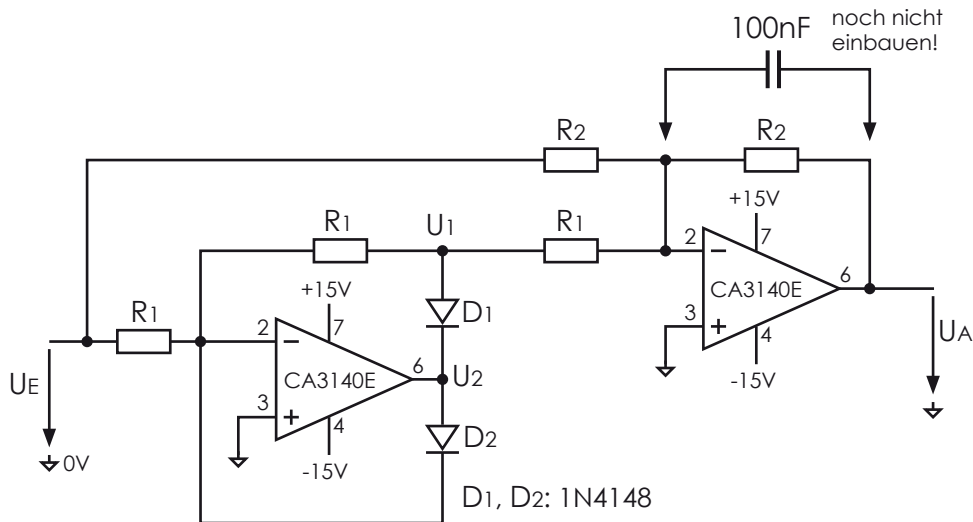 100nF
noch nicht
einbauen!
R2
R2
+15V
R1
U1
R1
2
7
6
CA3140E
+15V
D1
R1
3
4
2
7
UA
-15V
6
U2
UE
CA3140E
3
4
D2
0V
-15V
D1, D2: 1N4148